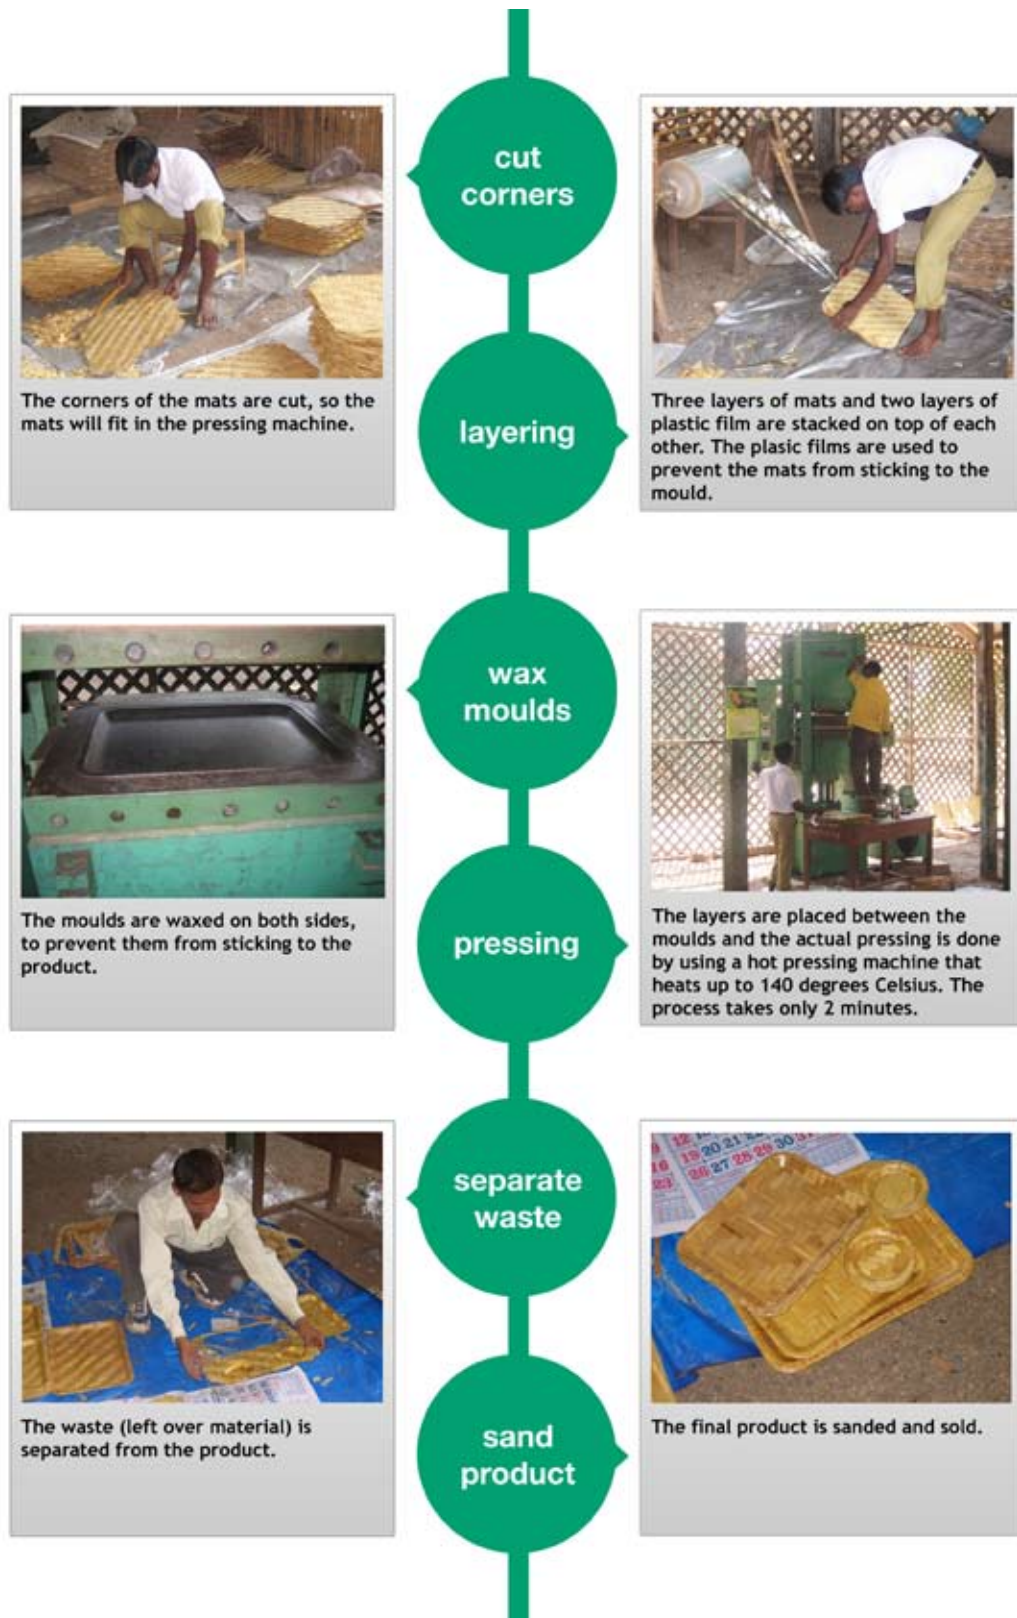 cut
corners
The corners of the mats are cut, so the
mats will fit in the pressing machine.
layering
Three layers of mats and two layers of
plastic film are stacked on top of each
other. The plasic films are used to
prevent the mats from sticking to the
mould.
wax
moulds
The moulds are waxed on both sides,
to prevent them from sticking to the
product.
pressing
The layers are placed between the
moulds and the actual pressing is done
by using a hot pressing machine that
heats up to 140 degrees Celsius. The
process takes only 2 minutes.
separate
waste
The waste (left over material) is
separated from the product.
sand
product
The final product is sanded and sold.